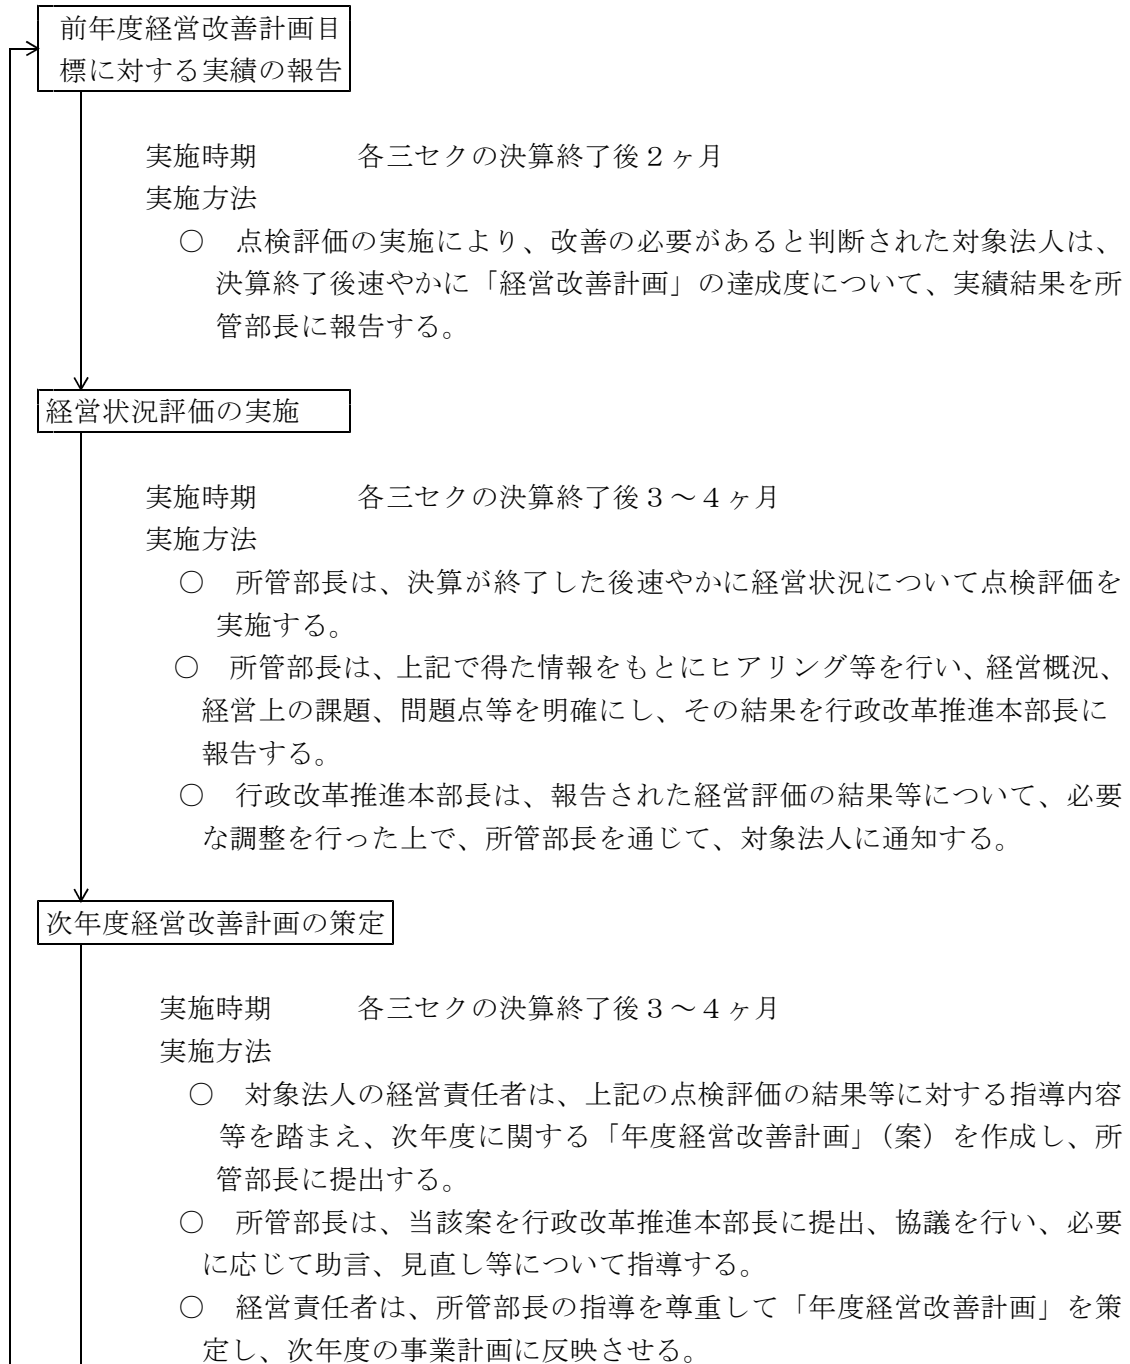 前年度経営改善計画目
標に対する実績の報告
実施時期　　　各三セクの決算終了後２ヶ月
実施方法
○　点検評価の実施により、改善の必要があると判断された対象法人は、
決算終了後速やかに「経営改善計画」の達成度について、実績結果を所
管部長に報告する。
経営状況評価の実施
実施時期　　　各三セクの決算終了後３～４ヶ月
実施方法
○　所管部長は、決算が終了した後速やかに経営状況について点検評価を
実施する。
○　所管部長は、上記で得た情報をもとにヒアリング等を行い、経営概況、
経営上の課題、問題点等を明確にし、その結果を行政改革推進本部長に
報告する。
○　行政改革推進本部長は、報告された経営評価の結果等について、必要
な調整を行った上で、所管部長を通じて、対象法人に通知する。
次年度経営改善計画の策定
実施時期　　　各三セクの決算終了後３～４ヶ月
実施方法
○　対象法人の経営責任者は、上記の点検評価の結果等に対する指導内容
等を踏まえ、次年度に関する「年度経営改善計画」（案）を作成し、所
管部長に提出する。
○　所管部長は、当該案を行政改革推進本部長に提出、協議を行い、必要
に応じて助言、見直し等について指導する。
○　経営責任者は、所管部長の指導を尊重して「年度経営改善計画」を策
定し、次年度の事業計画に反映させる。